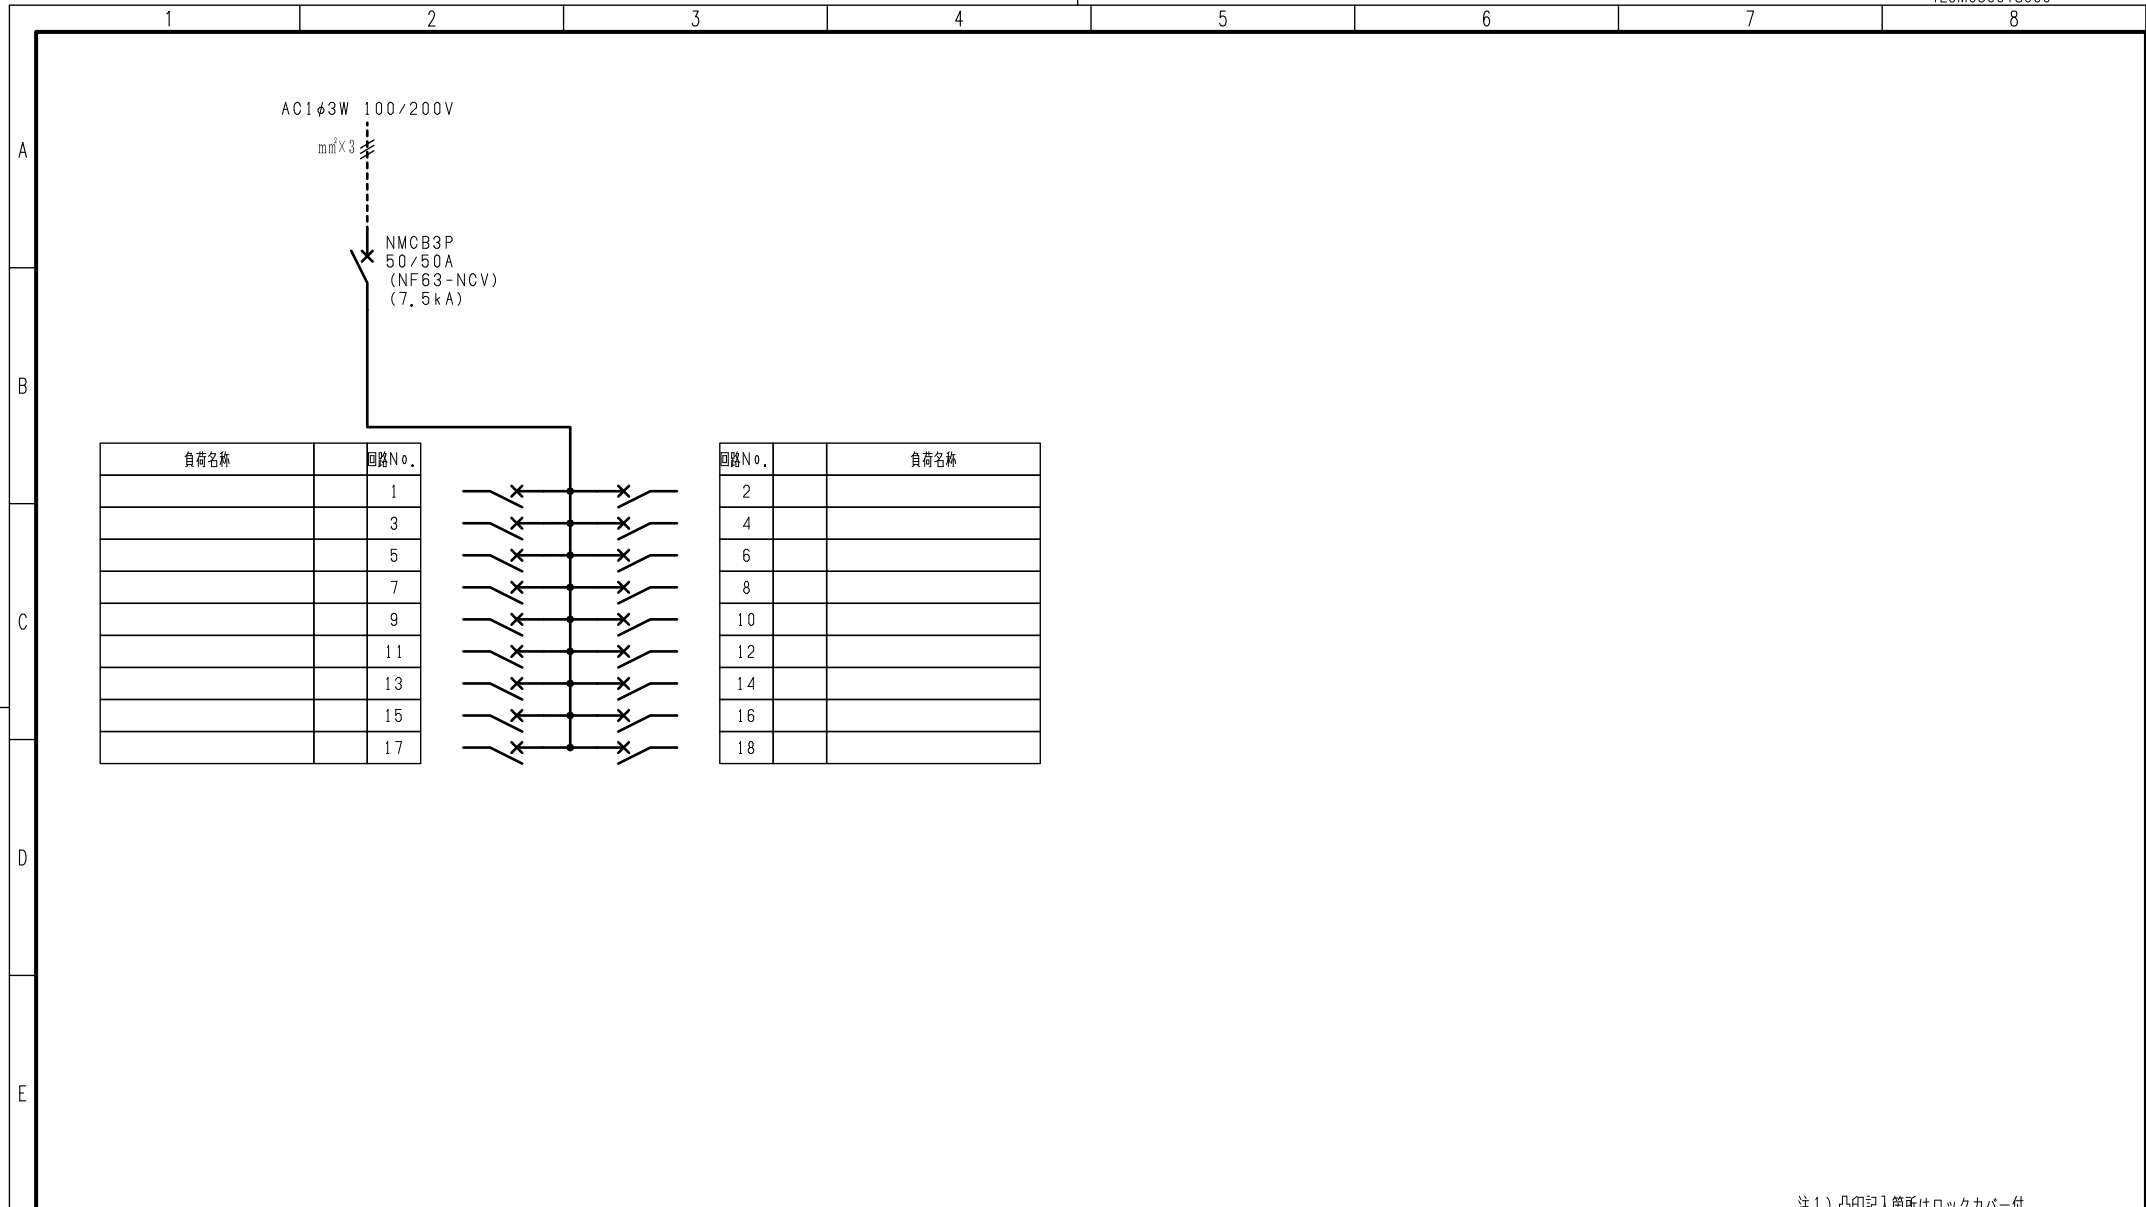 1 2 3 4 5 6 7 8
AC1φ3W 100/200V
A
mm²×3
NMCB3P
50/50A
(NF63-NCV)
(7.5kA)
B
負荷名称 回路No. 回路No. 負荷名称
1 2
3 4
5 6
7 8
9 10
C
11 12
13 14
15 16
17 18
D
E
注1)凸印記入箇所はロックカバー付